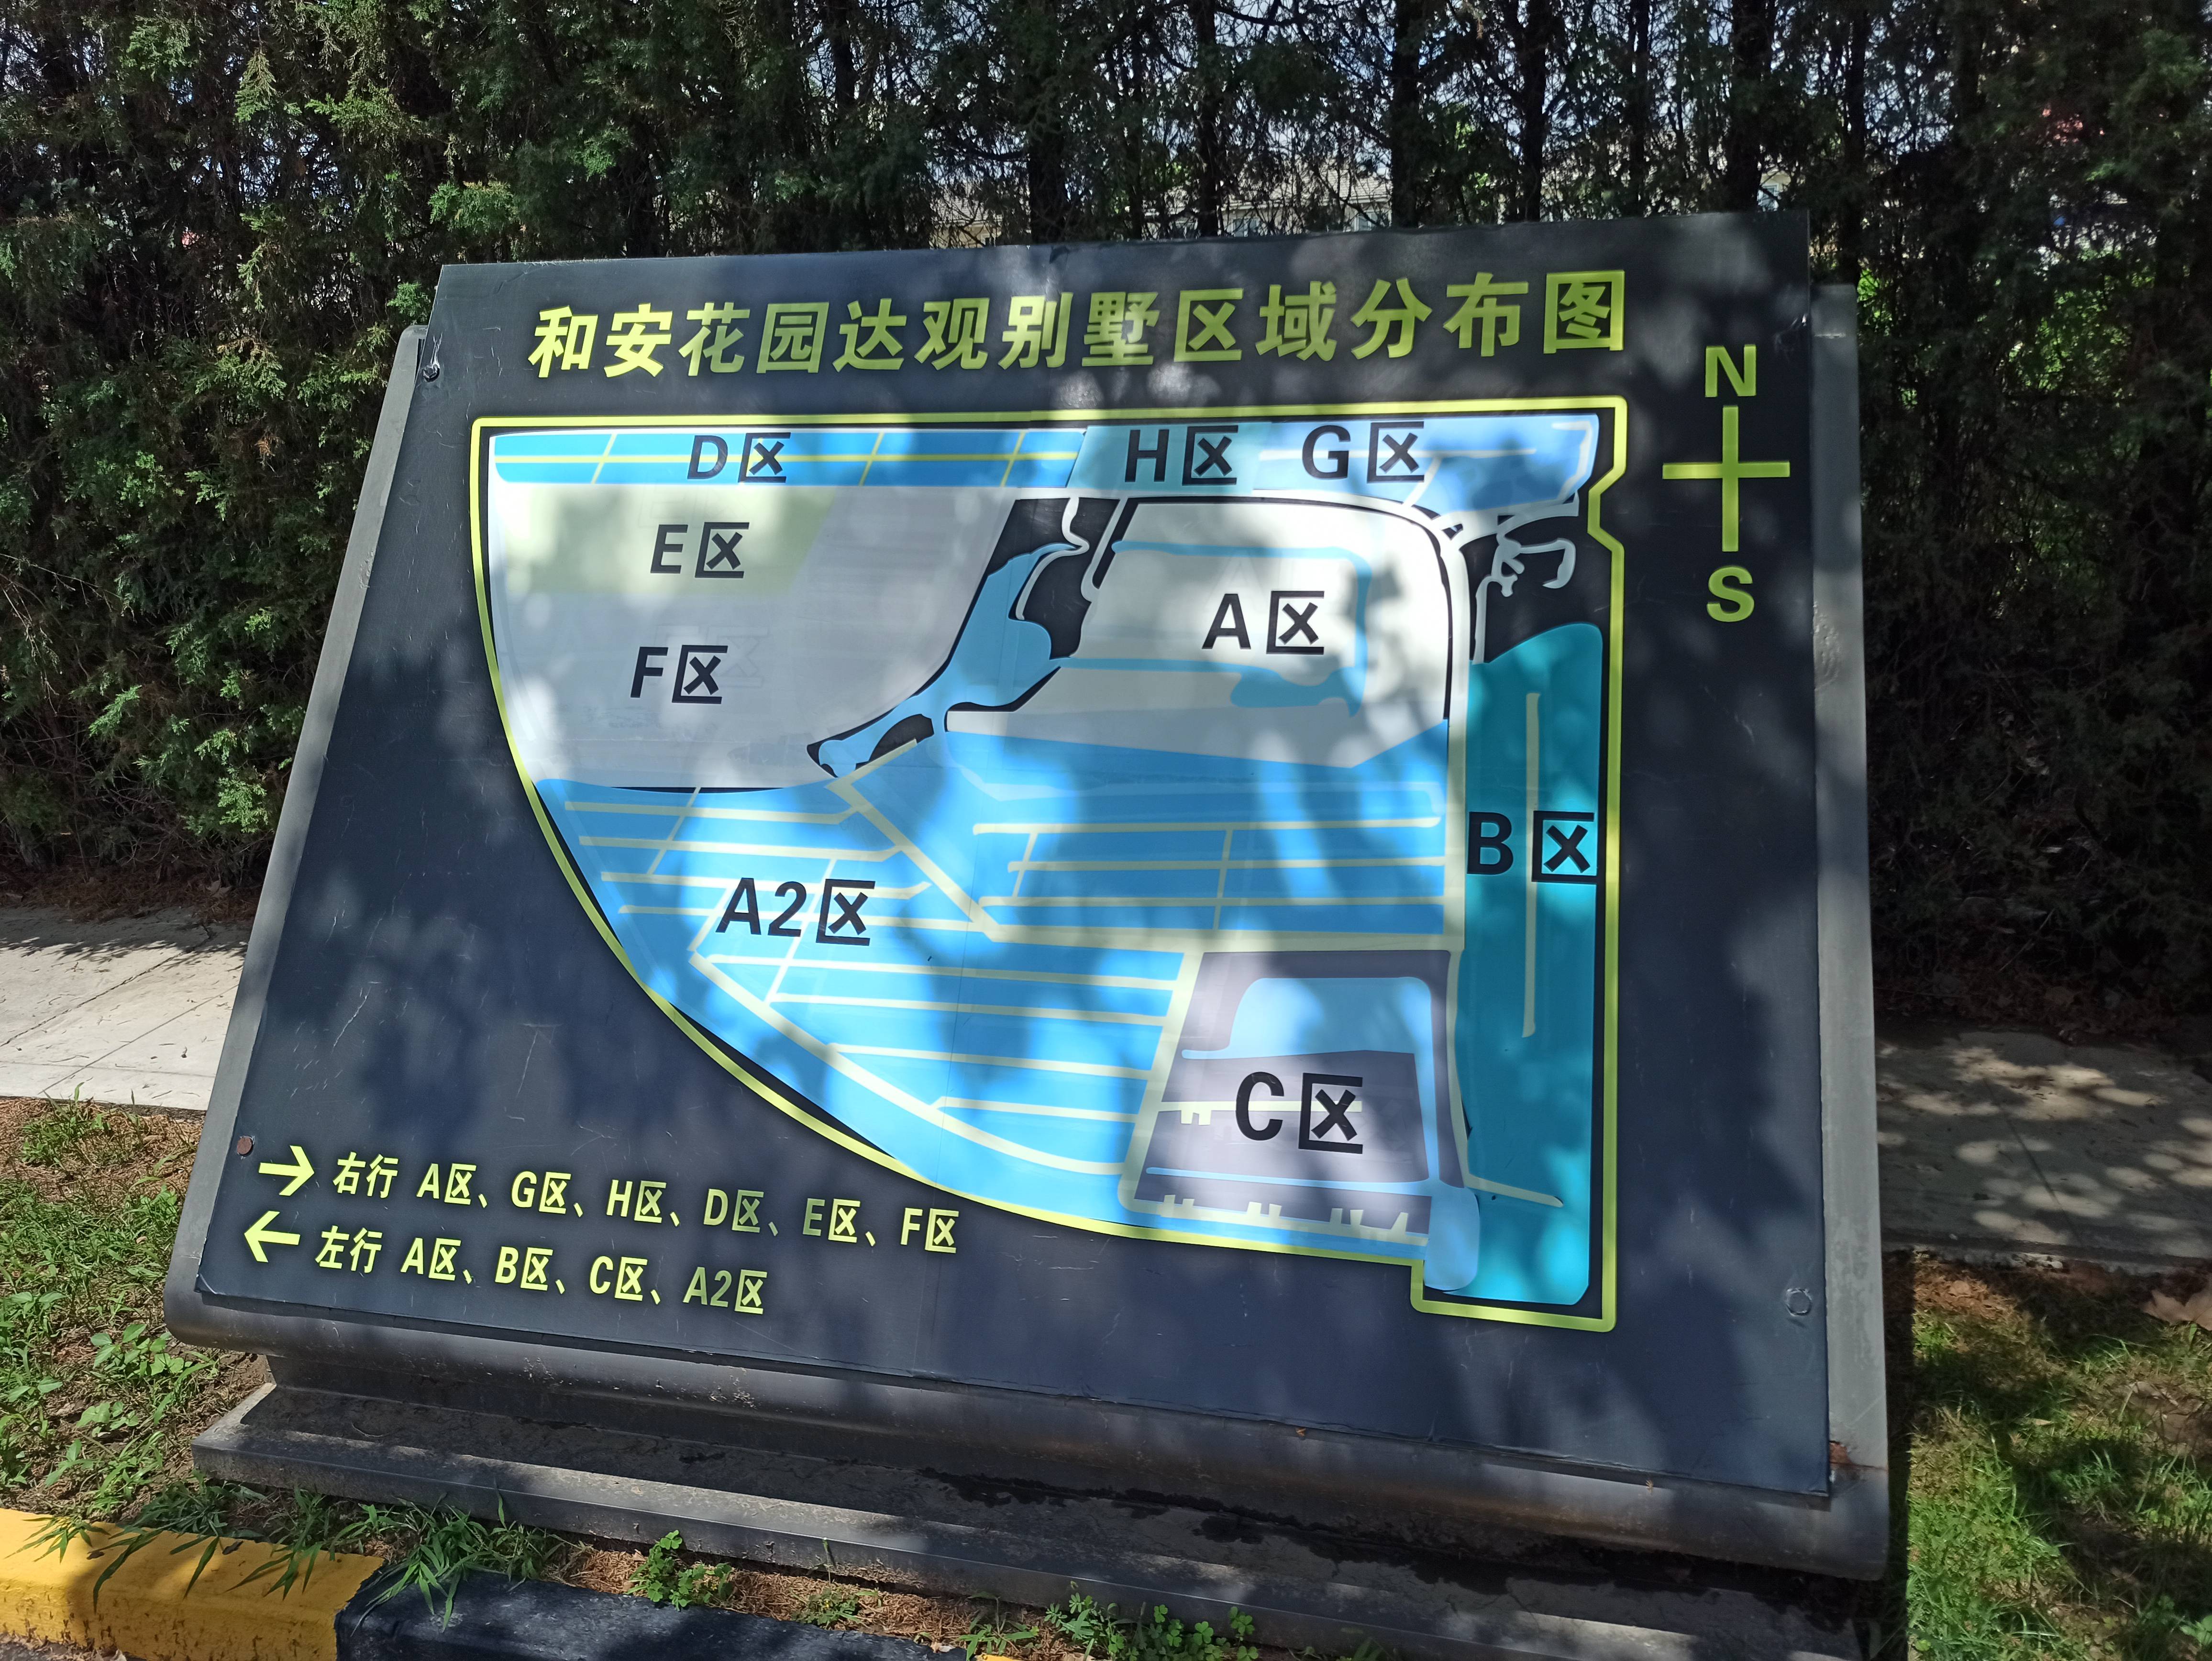 和安花园达观别墅区域分布图
N
D区 H区 G区
E区
A区
S
F区
B区
A2区
C区
右行 A区、G区、H区、D区、E区、F区
左行 A区、B区、C区、A2区